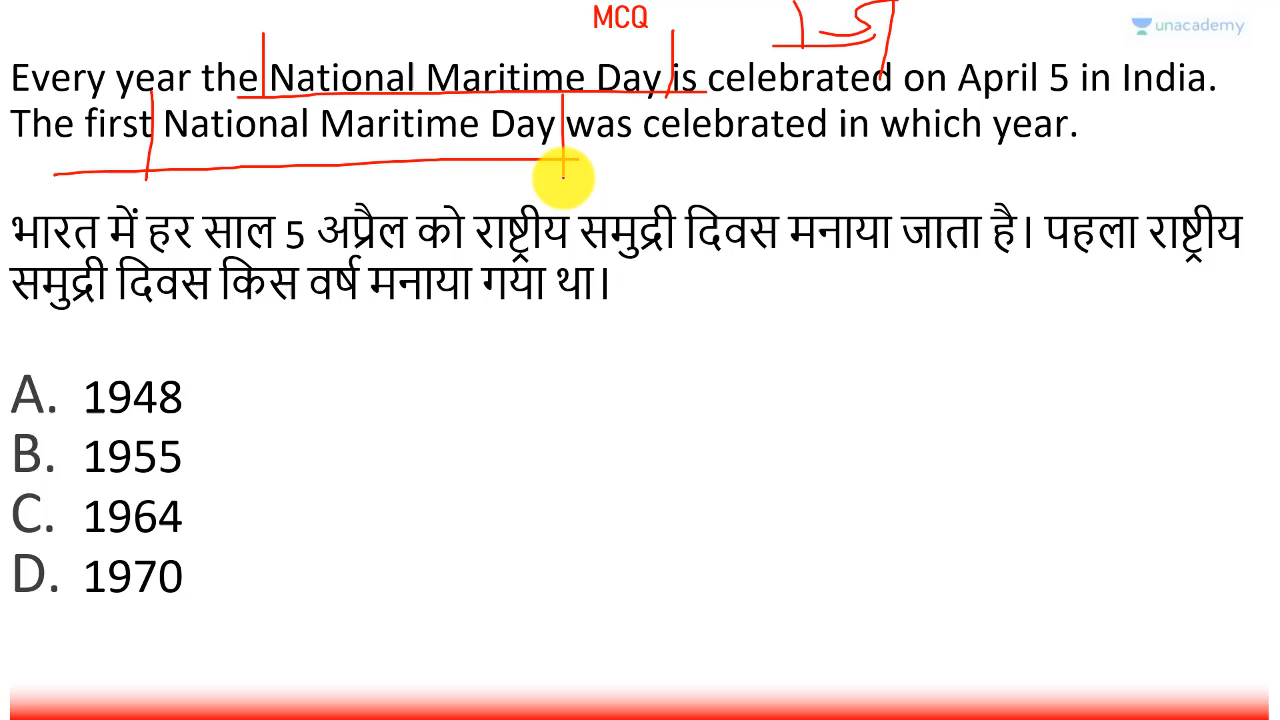 MCQ
unacademy
Every year the National Maritime Day is celebrated on April 5 in India.
The first National Maritime Day was celebrated in which year.
भारत में हर साल 5 अप्रैल को राष्ट्रीय समुद्री दिवस मनाया जाता है। पहला राष्ट्रीय
समुद्री दिवस किस वर्ष मनाया गया था।
A. 1948
B. 1955
C. 1964
D. 1970